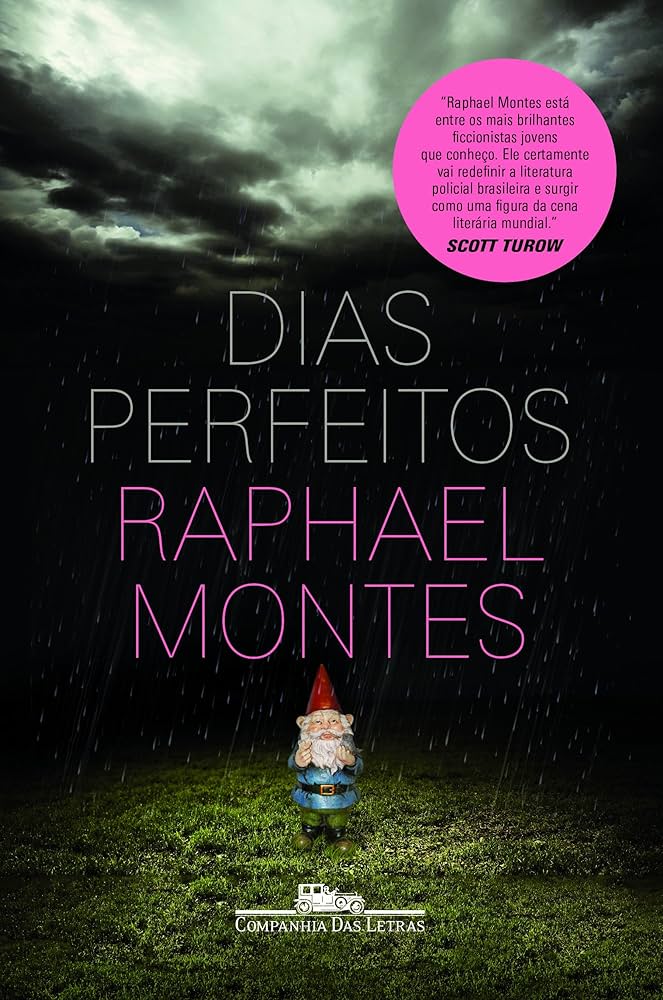 “Raphael Montes está
entre os mais brilhantes
ficcionistas jovens
que conheço. Ele certamente
vai redefinir a literatura
policial brasileira e surgir
como uma figura da cena
literária mundial.”
SCOTT TUROW
DIAS
PERFEITOS
RAPHAEL
MONTES
COMPANHIA DAS LETRAS